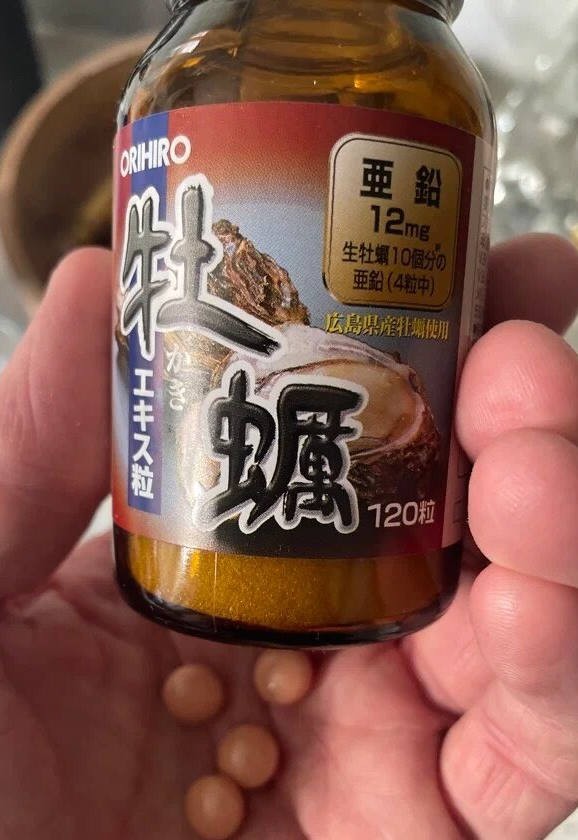 ORIHIRO
牡蠣
かき
エキス粒
亜鉛
12mg
生牡蠣10個分の
亜鉛(4粒中)
広島県産牡蠣使用
120粒